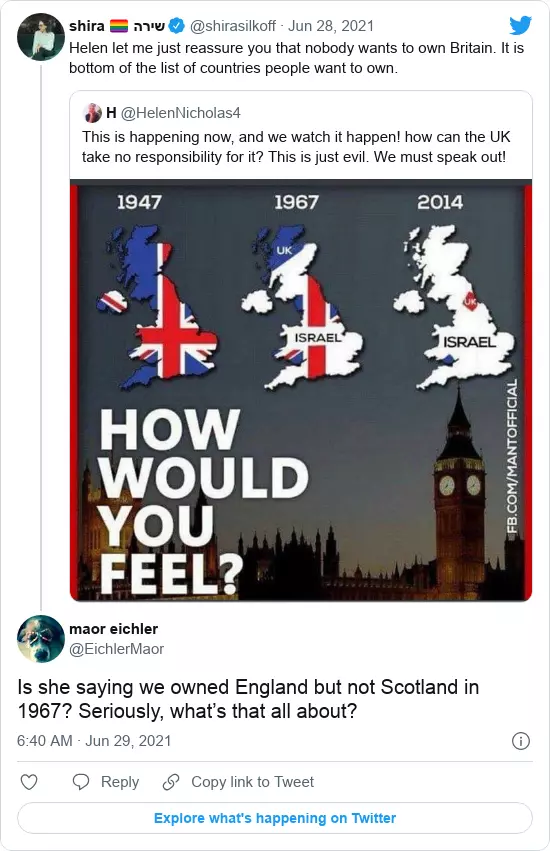 shira 🏳️‍🌈 שירה @shirasilkoff · Jun 28, 2021
Helen let me just reassure you that nobody wants to own Britain. It is
bottom of the list of countries people want to own.
H @HelenNicholas4
This is happening now, and we watch it happen! how can the UK
take no responsibility for it? This is just evil. We must speak out!
1947 1967 2014
UK
UK
ISRAEL
ISRAEL
HOW
WOULD
YOU
FEEL?
FB.COM/MANTOFFICIAL
maor eichler
@EichlerMaor
Is she saying we owned England but not Scotland in
1967? Seriously, what’s that all about?
6:40 AM · Jun 29, 2021
Reply Copy link to Tweet
Explore what's happening on Twitter